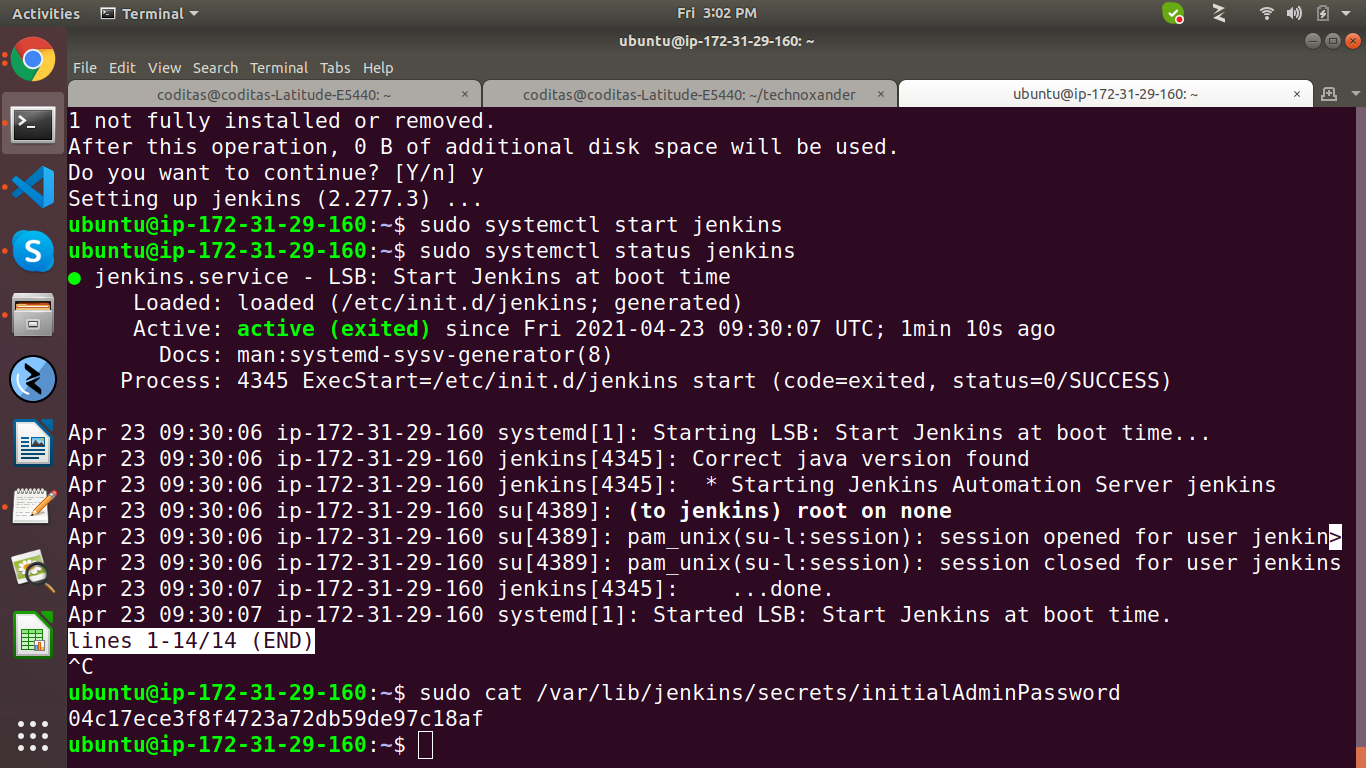 Activities Terminal Fri 3:02 PM
ubuntu@ip-172-31-29-160: ~
File Edit View Search Terminal Tabs Help
coditas@coditas-Latitude-E5440: ~ × coditas@coditas-Latitude-E5440: ~/technoxander × ubuntu@ip-172-31-29-160: ~ ×
1 not fully installed or removed.
After this operation, 0 B of additional disk space will be used.
Do you want to continue? [Y/n] y
Setting up jenkins (2.277.3) ...
ubuntu@ip-172-31-29-160:~$ sudo systemctl start jenkins
ubuntu@ip-172-31-29-160:~$ sudo systemctl status jenkins
● jenkins.service - LSB: Start Jenkins at boot time
     Loaded: loaded (/etc/init.d/jenkins; generated)
     Active: active (exited) since Fri 2021-04-23 09:30:07 UTC; 1min 10s ago
       Docs: man:systemd-sysv-generator(8)
    Process: 4345 ExecStart=/etc/init.d/jenkins start (code=exited, status=0/SUCCESS)
Apr 23 09:30:06 ip-172-31-29-160 systemd[1]: Starting LSB: Start Jenkins at boot time...
Apr 23 09:30:06 ip-172-31-29-160 jenkins[4345]: Correct java version found
Apr 23 09:30:06 ip-172-31-29-160 jenkins[4345]:  * Starting Jenkins Automation Server jenkins
Apr 23 09:30:06 ip-172-31-29-160 su[4389]: (to jenkins) root on none
Apr 23 09:30:06 ip-172-31-29-160 su[4389]: pam_unix(su-l:session): session opened for user jenkin>
Apr 23 09:30:06 ip-172-31-29-160 su[4389]: pam_unix(su-l:session): session closed for user jenkins
Apr 23 09:30:07 ip-172-31-29-160 jenkins[4345]:    ...done.
Apr 23 09:30:07 ip-172-31-29-160 systemd[1]: Started LSB: Start Jenkins at boot time.
lines 1-14/14 (END)
^C
ubuntu@ip-172-31-29-160:~$ sudo cat /var/lib/jenkins/secrets/initialAdminPassword
04c17ece3f8f4723a72db59de97c18af
ubuntu@ip-172-31-29-160:~$